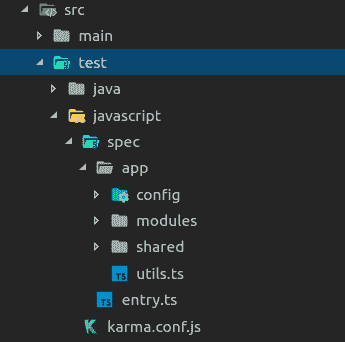 src
main
test
java
javascript
spec
app
config
modules
shared
TS utils.ts
TS entry.ts
karma.conf.js